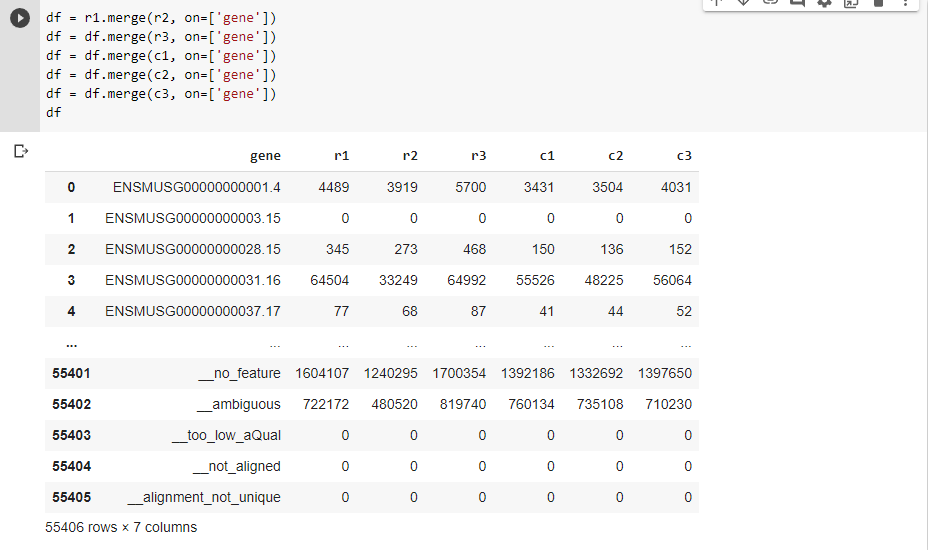 df = r1.merge(r2, on=['gene'])
df = df.merge(r3, on=['gene'])
df = df.merge(c1, on=['gene'])
df = df.merge(c2, on=['gene'])
df = df.merge(c3, on=['gene'])
df
gene r1 r2 r3 c1 c2 c3
0 ENSMUSG00000000001.4 4489 3919 5700 3431 3504 4031
1 ENSMUSG00000000003.15 0 0 0 0 0 0
2 ENSMUSG00000000028.15 345 273 468 150 136 152
3 ENSMUSG00000000031.16 64504 33249 64992 55526 48225 56064
4 ENSMUSG00000000037.17 77 68 87 41 44 52
... ... ... ... ... ... ... ...
55401 __no_feature 1604107 1240295 1700354 1392186 1332692 1397650
55402 __ambiguous 722172 480520 819740 760134 735108 710230
55403 __too_low_aQual 0 0 0 0 0 0
55404 __not_aligned 0 0 0 0 0 0
55405 __alignment_not_unique 0 0 0 0 0 0
55406 rows × 7 columns